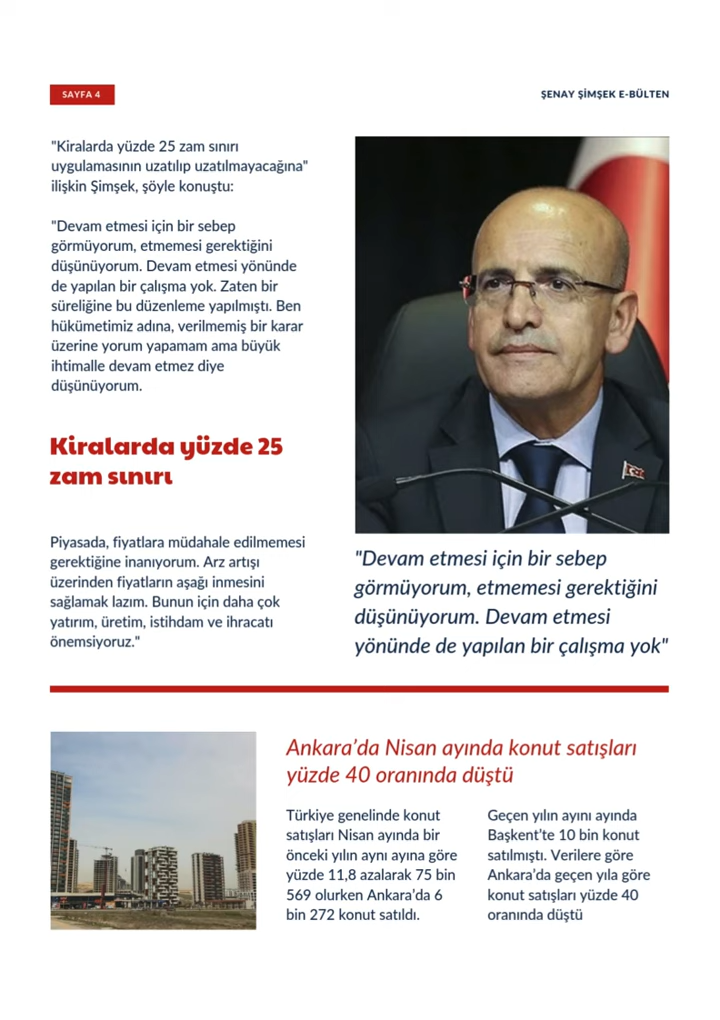 SAYFA 4
ŞENAY ŞİMŞEK E-BÜLTEN
"Kiralarda yüzde 25 zam sınırı
uygulamasının uzatılıp uzatılmayacağına"
ilişkin Şimşek, şöyle konuştu:
"Devam etmesi için bir sebep
görmüyorum, etmemesi gerektiğini
düşünüyorum. Devam etmesi yönünde
de yapılan bir çalışma yok. Zaten bir
süreliğine bu düzenleme yapılmıştı. Ben
hükümetimiz adına, verilmemiş bir karar
üzerine yorum yapamam ama büyük
ihtimalle devam etmez diye
düşünüyorum.
Kiralarda yüzde 25
zam sınırı
Piyasada, fiyatlara müdahale edilmemesi
gerektiğine inanıyorum. Arz artışı
üzerinden fiyatların aşağı inmesini
sağlamak lazım. Bunun için daha çok
yatırım, üretim, istihdam ve ihracatı
önemsiyoruz."
"Devam etmesi için bir sebep
görmüyorum, etmemesi gerektiğini
düşünüyorum. Devam etmesi
yönünde de yapılan bir çalışma yok"
Ankara'da Nisan ayında konut satışları
yüzde 40 oranında düştü
Türkiye genelinde konut
satışları Nisan ayında bir
önceki yılın aynı ayına göre
yüzde 11,8 azalarak 75 bin
569 olurken Ankara'da 6
bin 272 konut satıldı.
Geçen yılın ayını ayında
Başkent'te 10 bin konut
satılmıştı. Verilere göre
Ankara'da geçen yıla göre
konut satışları yüzde 40
oranında düştü